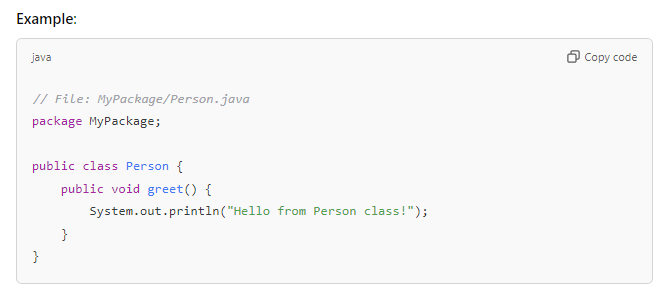 Example:
java
Copy code
// File: MyPackage/Person.java
package MyPackage;
public class Person {
    public void greet() {
        System.out.println("Hello from Person class!");
    }
}